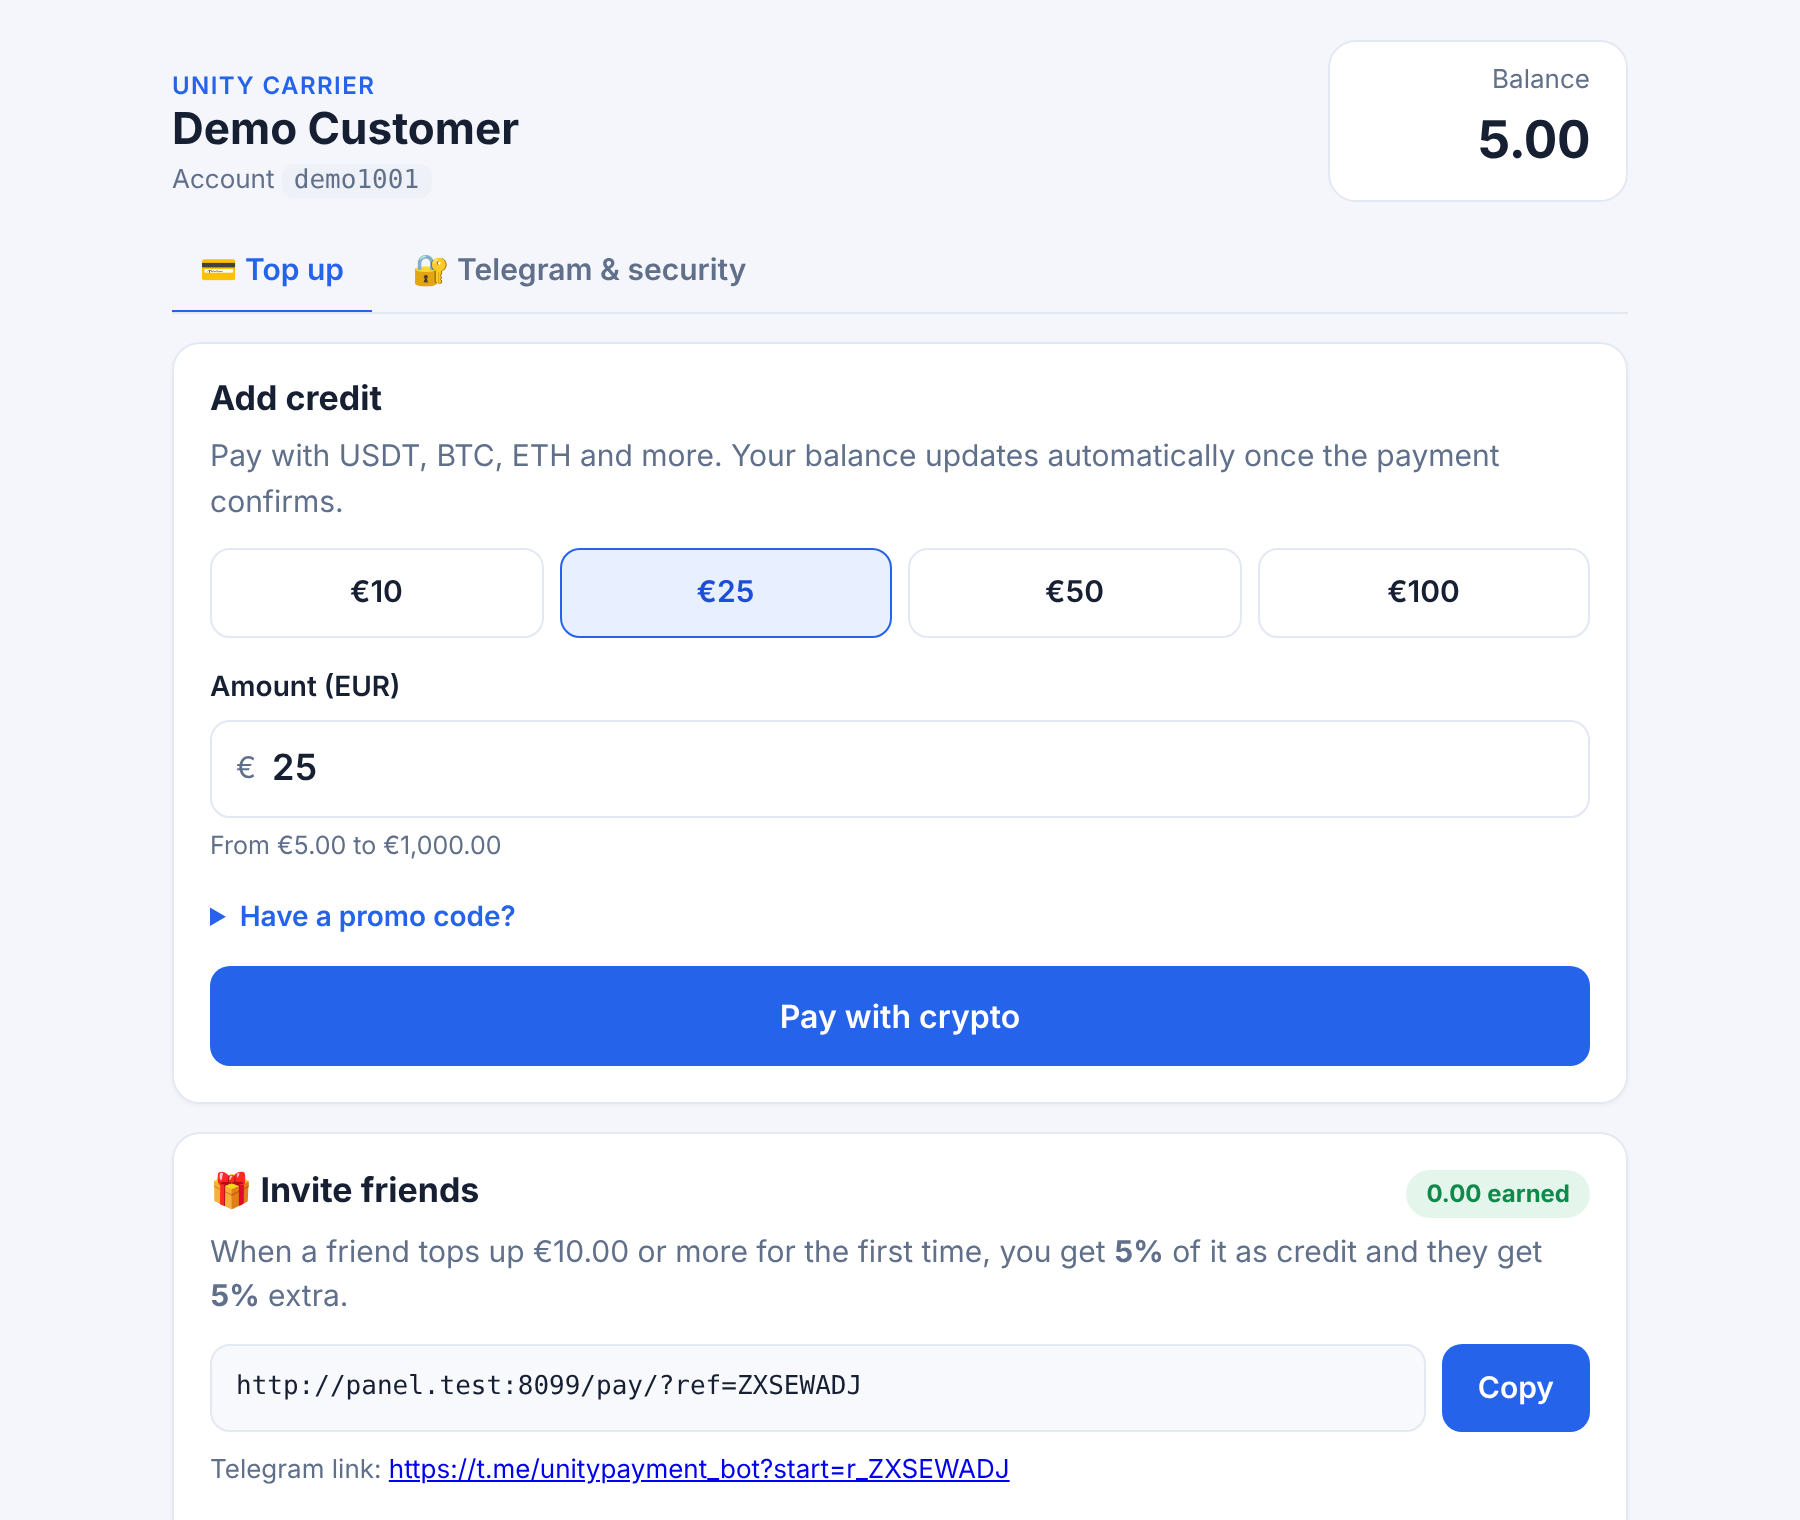 UNITY CARRIER
Demo Customer
Account demo1001
Balance
5.00
💳 Top up
🔐 Telegram & security
Add credit
Pay with USDT, BTC, ETH and more. Your balance updates automatically once the payment
confirms.
€10
€25
€50
€100
Amount (EUR)
€ 25
From €5.00 to €1,000.00
▶ Have a promo code?
Pay with crypto
🎁 Invite friends
0.00 earned
When a friend tops up €10.00 or more for the first time, you get 5% of it as credit and they get
5% extra.
http://panel.test:8099/pay/?ref=ZXSEWADJ
Copy
Telegram link: https://t.me/unitypayment_bot?start=r_ZXSEWADJ